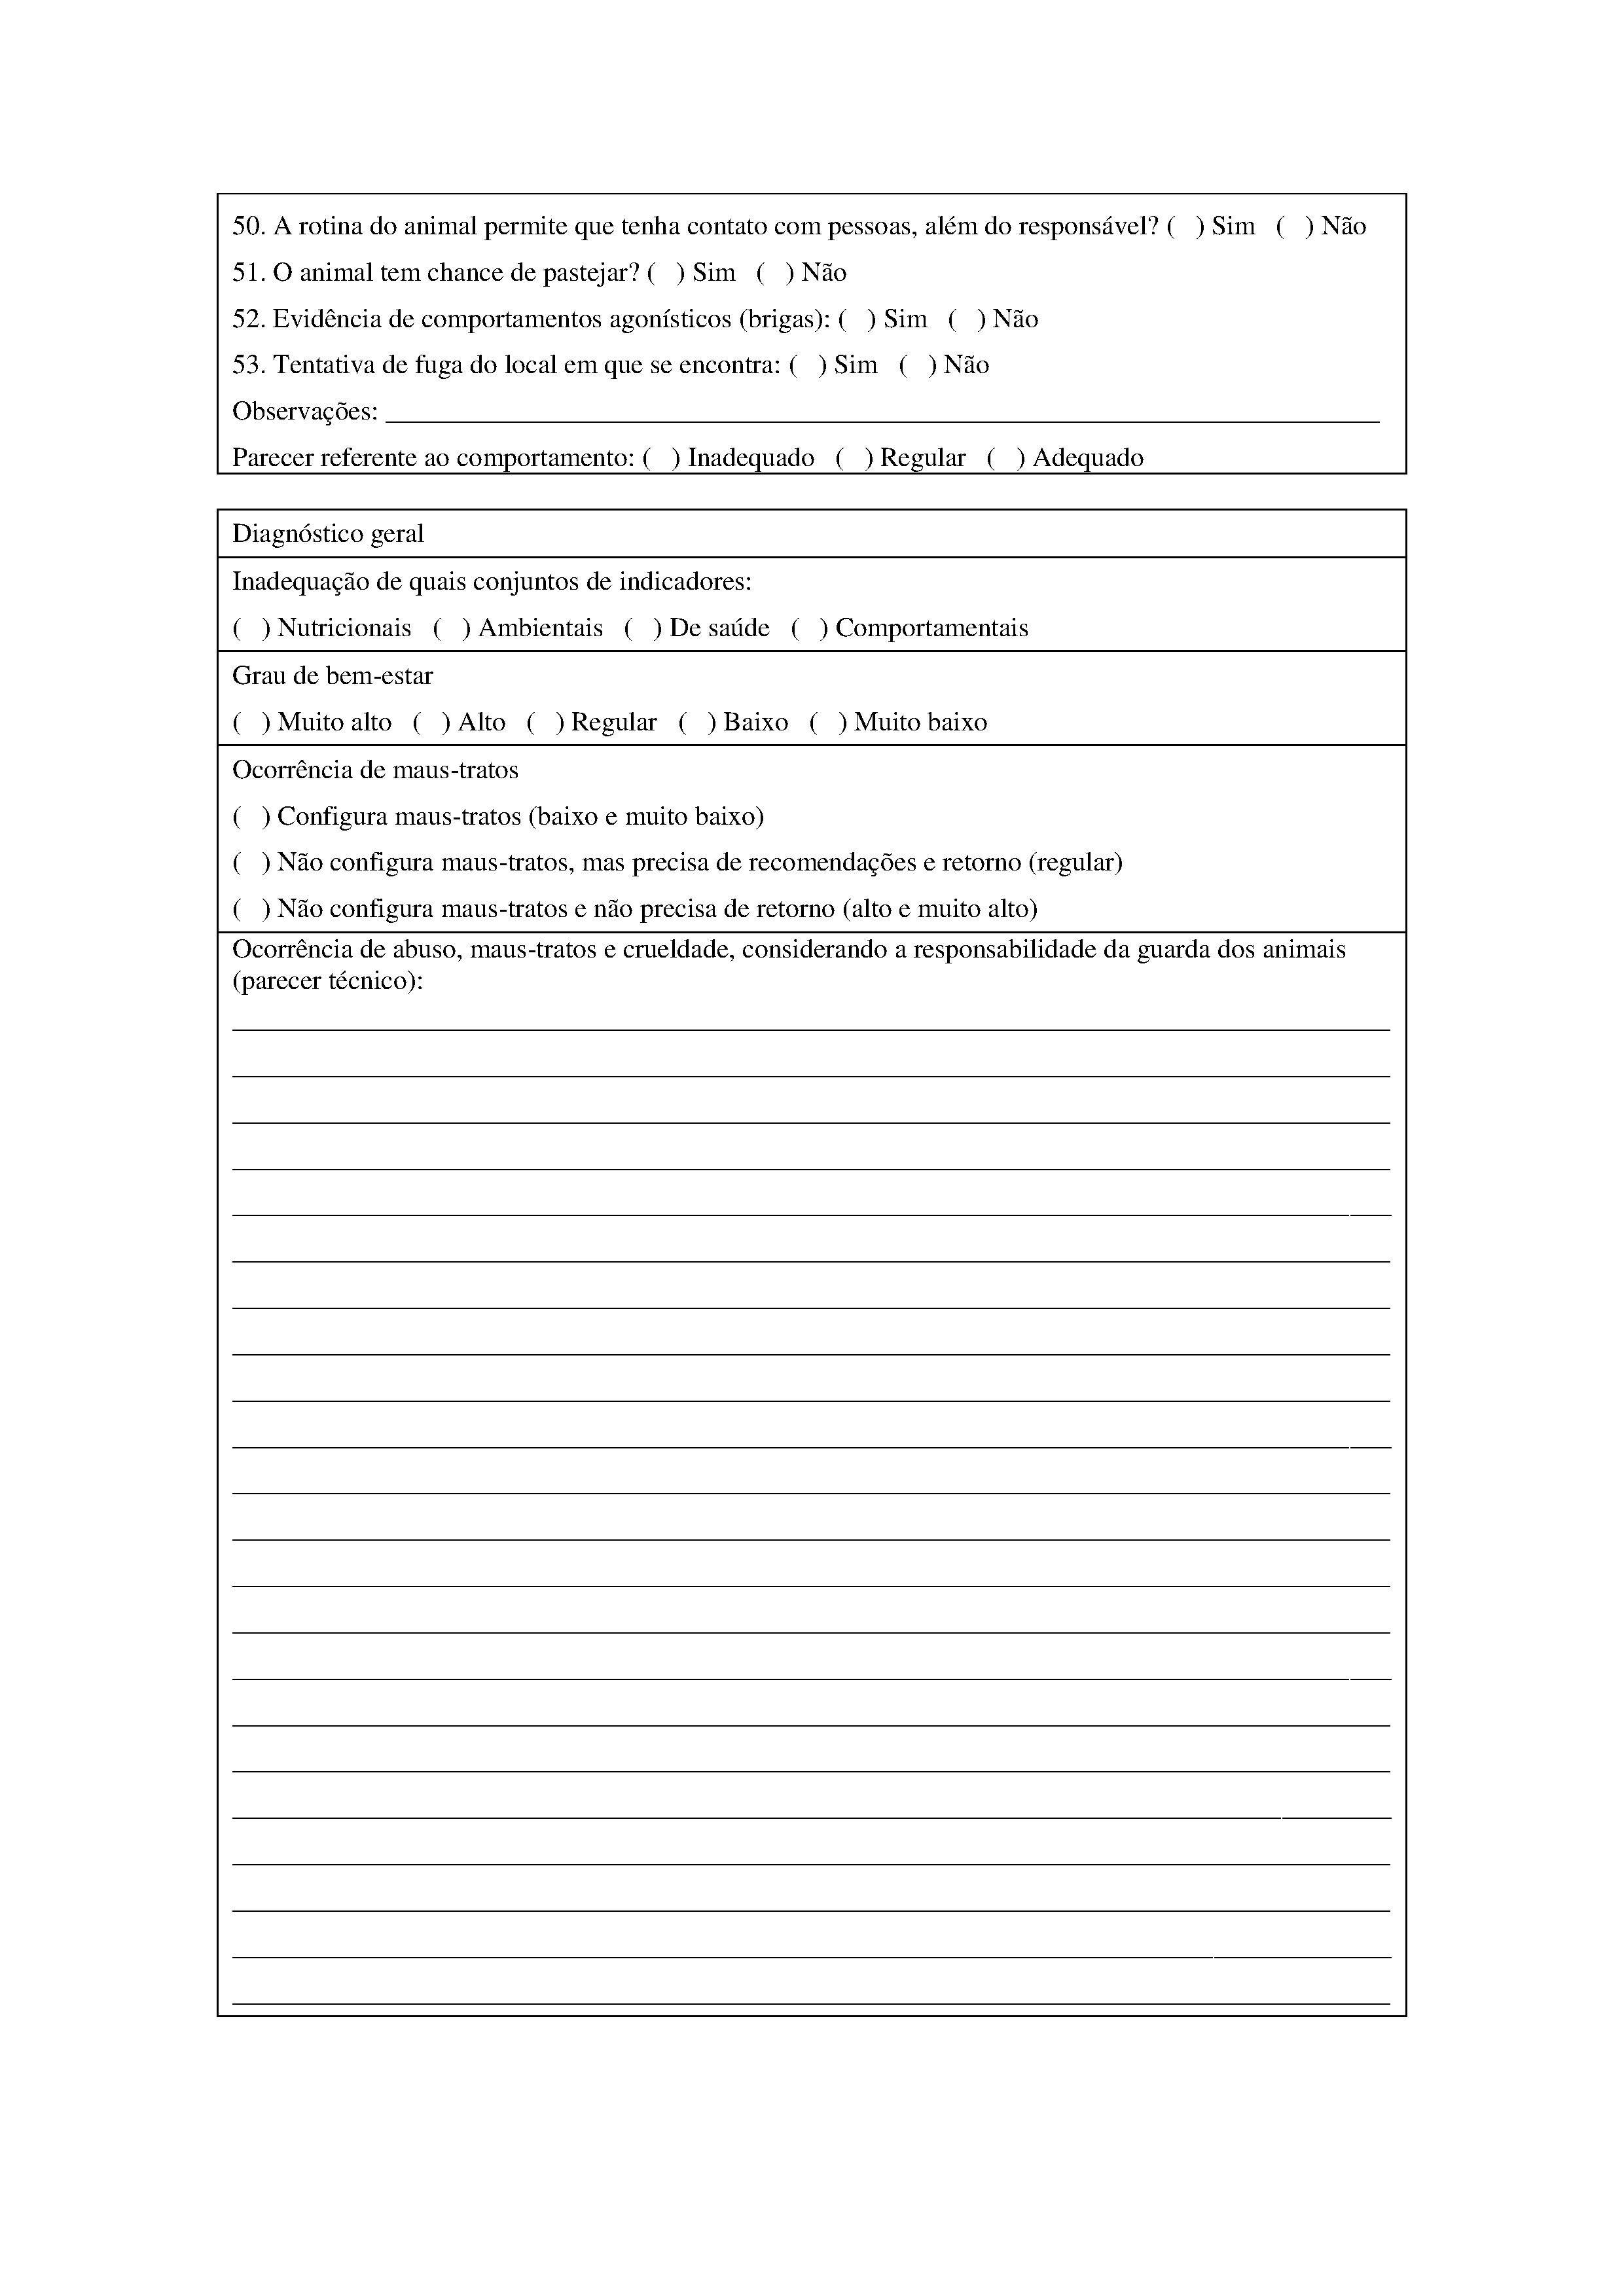 50. A rotina do animal permite que tenha contato com pessoas, além do responsável? (   ) Sim   (   ) Não
51. O animal tem chance de pastejar? (   ) Sim   (   ) Não
52. Evidência de comportamentos agonísticos (brigas): (   ) Sim   (   ) Não
53. Tentativa de fuga do local em que se encontra: (   ) Sim   (   ) Não
Observações: ____________________
Parecer referente ao comportamento: (   ) Inadequado   (   ) Regular   (   ) Adequado
Diagnóstico geral
Inadequação de quais conjuntos de indicadores:
(   ) Nutricionais   (   ) Ambientais   (   ) De saúde   (   ) Comportamentais
Grau de bem-estar
(   ) Muito alto   (   ) Alto   (   ) Regular   (   ) Baixo   (   ) Muito baixo
Ocorrência de maus-tratos
(   ) Configura maus-tratos (baixo e muito baixo)
(   ) Não configura maus-tratos, mas precisa de recomendações e retorno (regular)
(   ) Não configura maus-tratos e não precisa de retorno (alto e muito alto)
Ocorrência de abuso, maus-tratos e crueldade, considerando a responsabilidade da guarda dos animais
(parecer técnico):